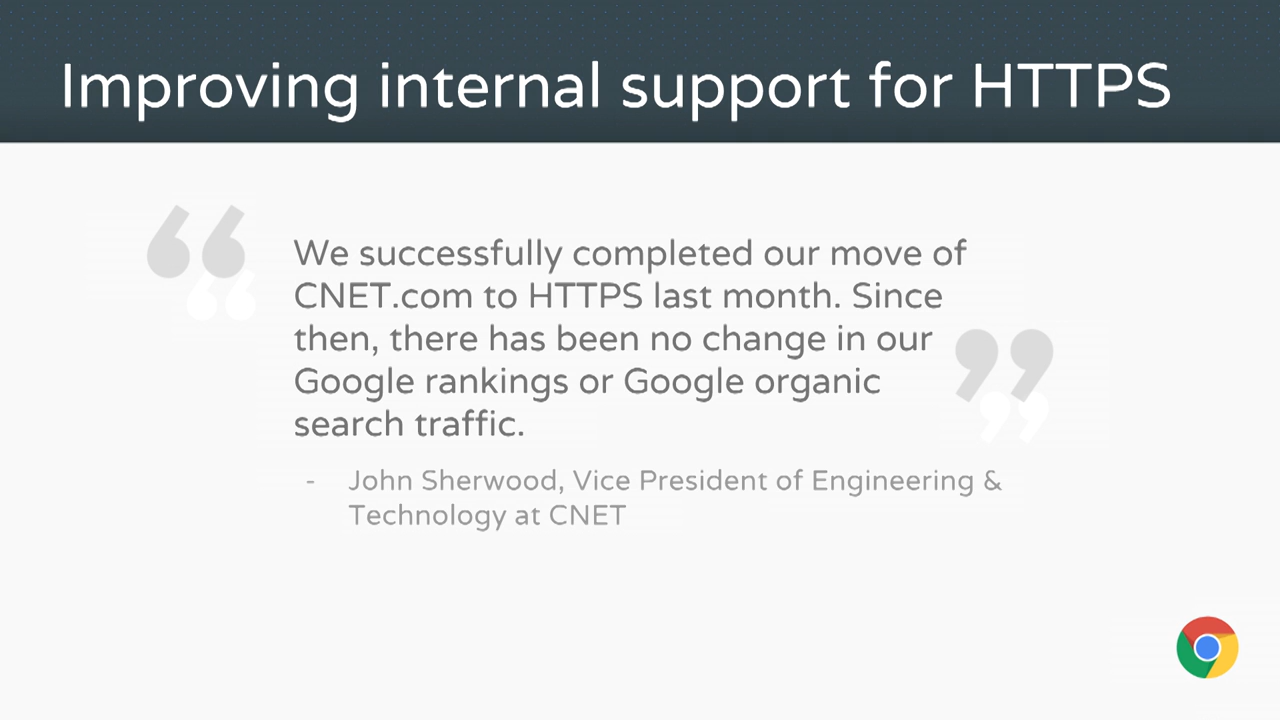 Improving internal support for HTTPS
“
We successfully completed our move of
CNET.com to HTTPS last month. Since
then, there has been no change in our
Google rankings or Google organic
search traffic.
”
- John Sherwood, Vice President of Engineering &
Technology at CNET